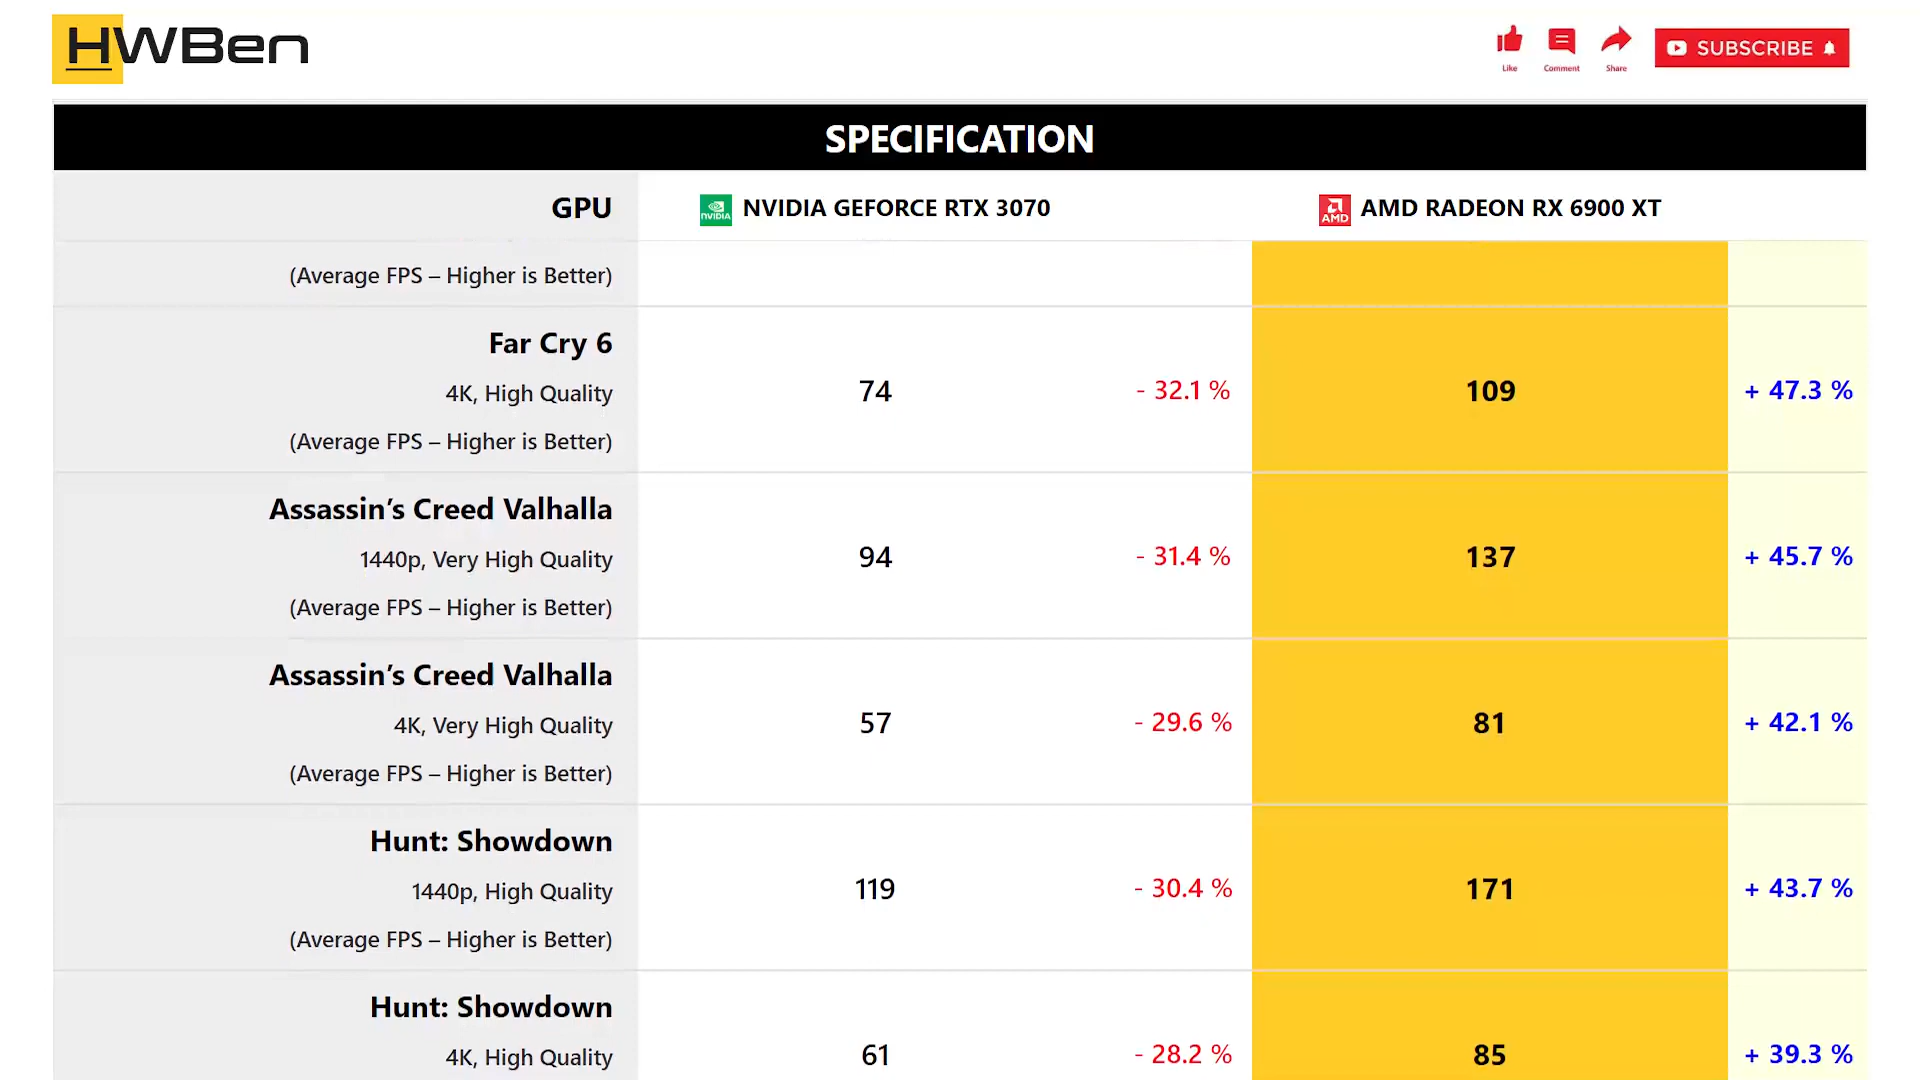 HWBen
Like
Comment
Share
SUBSCRIBE
SPECIFICATION
GPU
NVIDIA
NVIDIA GEFORCE RTX 3070
AMD
AMD RADEON RX 6900 XT
(Average FPS – Higher is Better)
Far Cry 6
4K, High Quality
(Average FPS – Higher is Better)
74
- 32.1 %
109
+ 47.3 %
Assassin’s Creed Valhalla
1440p, Very High Quality
(Average FPS – Higher is Better)
94
- 31.4 %
137
+ 45.7 %
Assassin’s Creed Valhalla
4K, Very High Quality
(Average FPS – Higher is Better)
57
- 29.6 %
81
+ 42.1 %
Hunt: Showdown
1440p, High Quality
(Average FPS – Higher is Better)
119
- 30.4 %
171
+ 43.7 %
Hunt: Showdown
4K, High Quality
61
- 28.2 %
85
+ 39.3 %